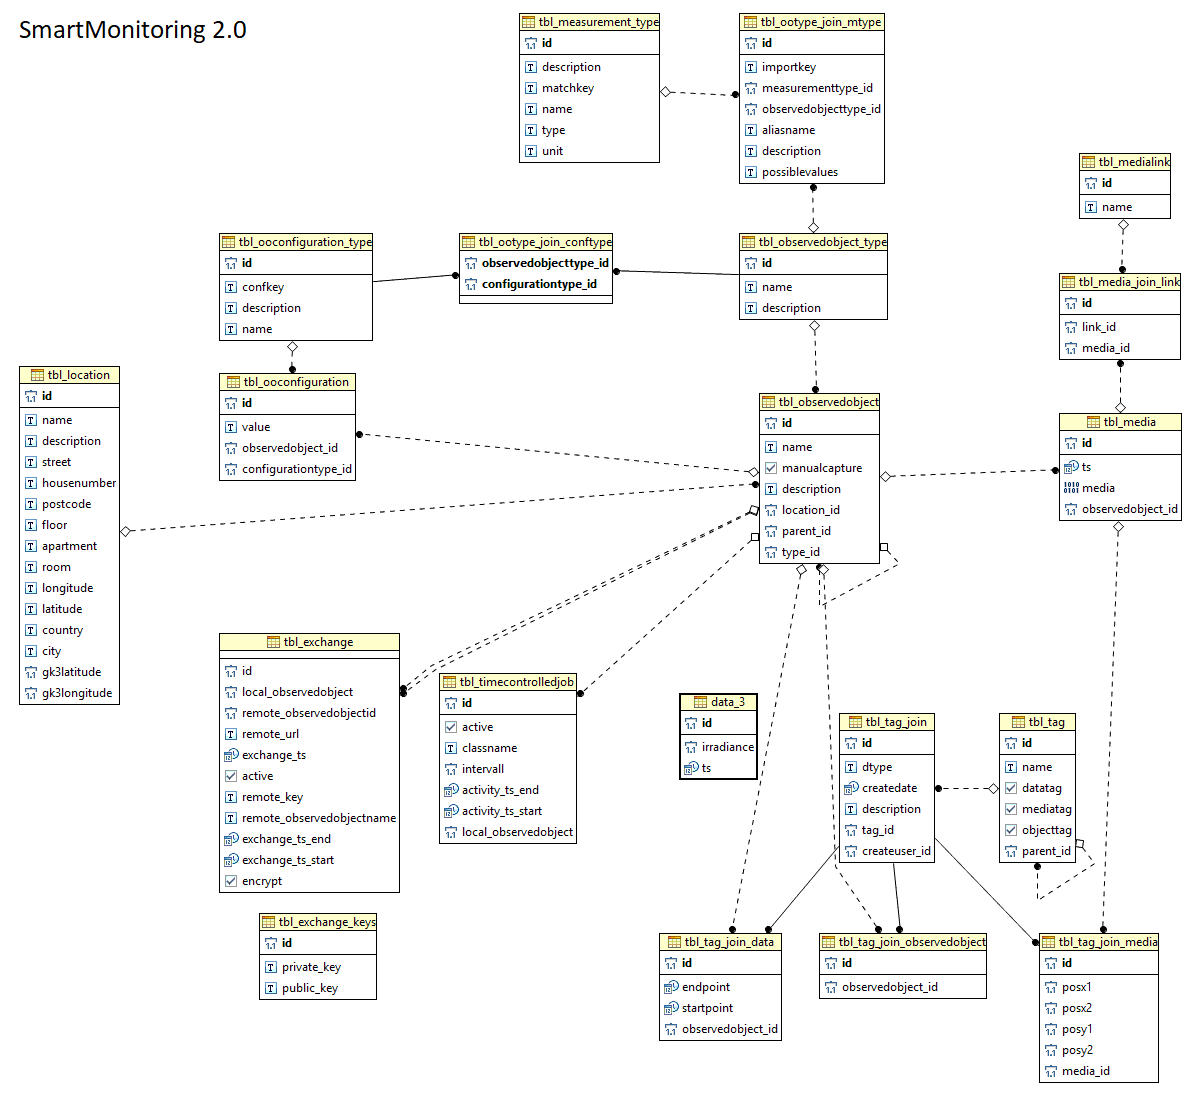 SmartMonitoring 2.0
tbl_measurement_type
id
description
matchkey
name
type
unit
tbl_ootype_join_mtype
id
importkey
measurementtype_id
observedobjecttype_id
aliasname
description
possiblevalues
tbl_medialink
id
name
tbl_ooconfiguration_type
id
confkey
description
name
tbl_ootype_join_conftype
observedobjecttype_id
configurationtype_id
tbl_observedobject_type
id
name
description
tbl_media_join_link
id
link_id
media_id
tbl_location
id
name
description
street
housenumber
postcode
floor
apartment
room
longitude
latitude
country
city
gk3latitude
gk3longitude
tbl_ooconfiguration
id
value
observedobject_id
configurationtype_id
tbl_observedobject
id
name
manualcapture
description
location_id
parent_id
type_id
tbl_media
id
ts
media
observedobject_id
tbl_exchange
id
local_observedobject
remote_observedobjectid
remote_url
exchange_ts
active
remote_key
remote_observedobjectname
exchange_ts_end
exchange_ts_start
encrypt
tbl_timecontrolledjob
id
active
classname
intervall
activity_ts_end
activity_ts_start
local_observedobject
data_3
id
irradiance
ts
tbl_tag_join
id
dtype
createdate
description
tag_id
createuser_id
tbl_tag
id
name
datatag
mediatag
objecttag
parent_id
tbl_exchange_keys
id
private_key
public_key
tbl_tag_join_data
id
endpoint
startpoint
observedobject_id
tbl_tag_join_observedobject
id
observedobject_id
tbl_tag_join_media
id
posx1
posx2
posy1
posy2
media_id